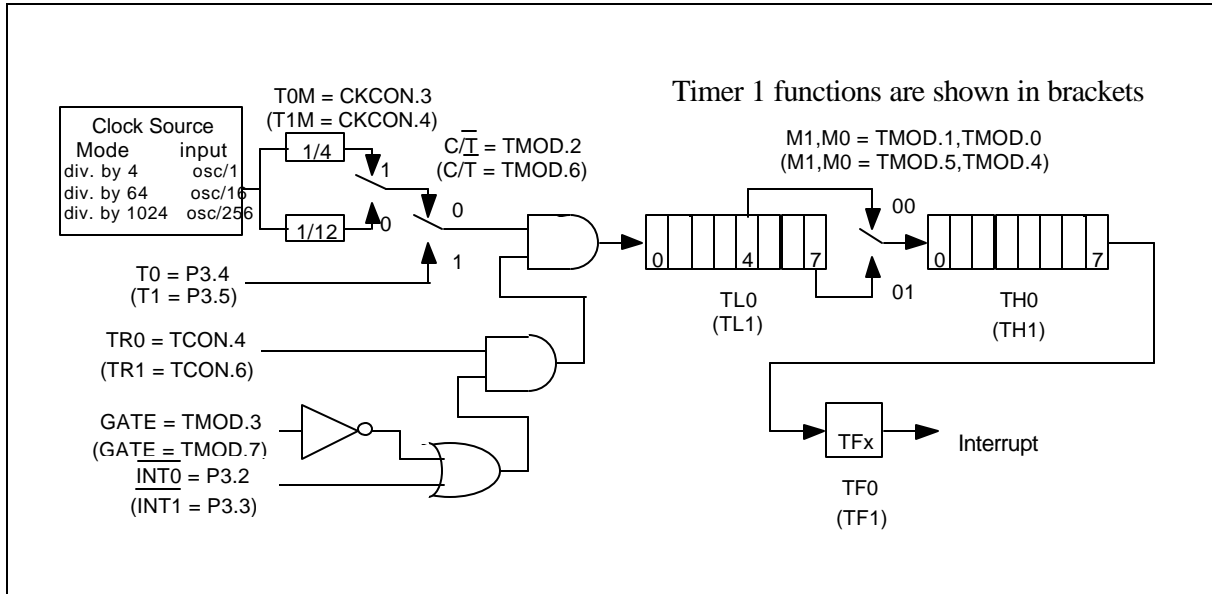 Timer 1 functions are shown in brackets
T0M = CKCON.3
(T1M = CKCON.4)
Clock Source
Mode input
div. by 4 osc/1
div. by 64 osc/16
div. by 1024 osc/256
1/4
1
0
1/12
C/T = TMOD.2
(C/T = TMOD.6)
0
1
T0 = P3.4
(T1 = P3.5)
TR0 = TCON.4
(TR1 = TCON.6)
GATE = TMOD.3
(GATE = TMOD.7)
INT0 = P3.2
(INT1 = P3.3)
M1,M0 = TMOD.1,TMOD.0
(M1,M0 = TMOD.5,TMOD.4)
0 4 7
TL0
(TL1)
00
01
0 7
TH0
(TH1)
TFx
Interrupt
TF0
(TF1)